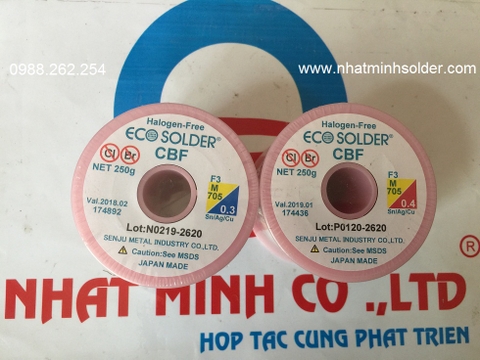 0988.262.254
www.nhatminhsolder.com
Halogen-Free
ECO SOLDER®
CBF
Cl Br
NET 250g
F3
M
705
0.3
Sn/Ag/Cu
Val.2018.02
174892
Lot:N0219-2620
SENJU METAL INDUSTRY CO.,LTD.
Caution:See MSDS
JAPAN MADE
Halogen-Free
ECO SOLDER®
CBF
Cl Br
NET 250g
F3
M
705
0.4
Sn/Ag/Cu
Val.2019.01
174436
Lot:P0120-2620
SENJU METAL INDUSTRY CO.,LTD.
Caution:See MSDS
JAPAN MADE
NHAT MINH CO .,LTD
HOP TAC CUNG PHAT TRIEN